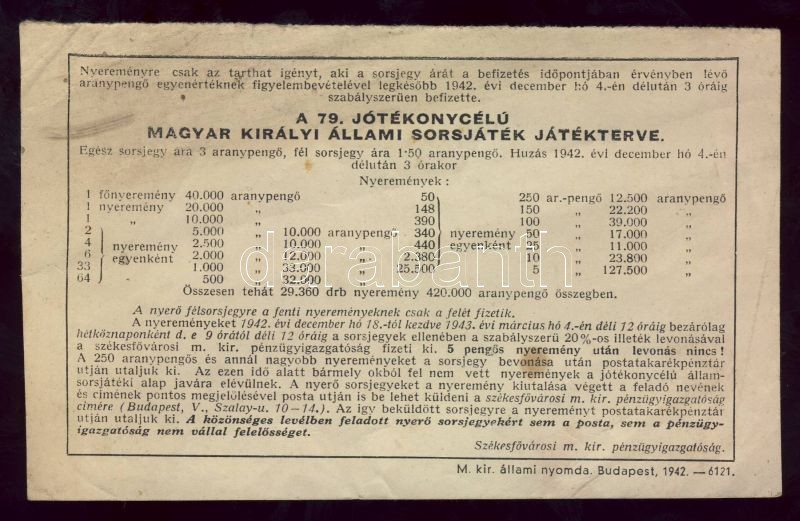 Nyereményre csak az tarthat igényt, aki a sorsjegy árát a befizetés időpontjában érvényben lévő
aranypengő egyenértéknek figyelembevételével legkésőbb 1942. évi december hó 4.-én délután 3 óráig
szabályszerűen befizette.
A 79. JÓTÉKONYCÉLÚ
MAGYAR KIRÁLYI ÁLLAMI SORSJÁTÉK JÁTÉKTERVE.
Egész sorsjegy ára 3 aranypengő, fél sorsjegy ára 1·50 aranypengő. Huzás 1942. évi december hó 4.-én
délután 3 órakor
Nyeremények :
1 főnyeremény 40.000 aranypengő 50 250 ar.-pengő 12.500 aranypengő
1 nyeremény 20.000 „ 148 150 „ 22.200 „
1 „ 10.000 „ 390 100 „ 39.000 „
2 5.000 „ 10.000 aranypengő 340 nyeremény 50 „ 17.000 „
4 nyeremény 2.500 „ 10.000 „ 440 egyenként 25 „ 11.000 „
6 egyenként 2.000 „ 12.000 „ 2.380 10 „ 23.800 „
33 1.000 „ 33.000 „ 25.500 5 „ 127.500 „
64 500 „ 32.000 „
Összesen tehát 29.360 drb nyeremény 420.000 aranypengő összegben.
A nyerő félsorsjegyre a fenti nyereményeknek csak a felét fizetik.
A nyereményeket 1942. évi december hó 18.-tól kezdve 1943. évi március hó 4.-én déli 12 óráig bezárólag
hétköznaponként d. e 9 órától déli 12 óráig a sorsjegyek ellenében a szabályszerű 20%-os illeték levonásával
a székesfővárosi m. kir. pénzügyigazgatóság fizeti ki. 5 pengős nyeremény után levonás nincs !
A 250 aranypengős és annál nagyobb nyereményeket a sorsjegy bevonása után postatakarékpénztár
utján utaljuk ki. Az ezen idő alatt bármely okból fel nem vett nyeremények a jótékonycélú állam-
sorsjátéki alap javára elévülnek. A nyerő sorsjegyeket a nyeremény kiutalása végett a feladó nevének
és címének pontos megjelölésével posta utján is be lehet küldeni a székesfővárosi m. kir. pénzügyigazgatóság
címére (Budapest, V., Szalay-u. 10—14.). Az igy beküldött sorsjegyre a nyereményt postatakarékpénztár
utján utaljuk ki. A közönséges levélben feladott nyerő sorsjegyekért sem a posta, sem a pénzügy-
igazgatóság nem vállal felelősséget.
Székesfővárosi m. kir. pénzügyigazgatóság.
M. kir. állami nyomda. Budapest, 1942. —6121.
darabanth